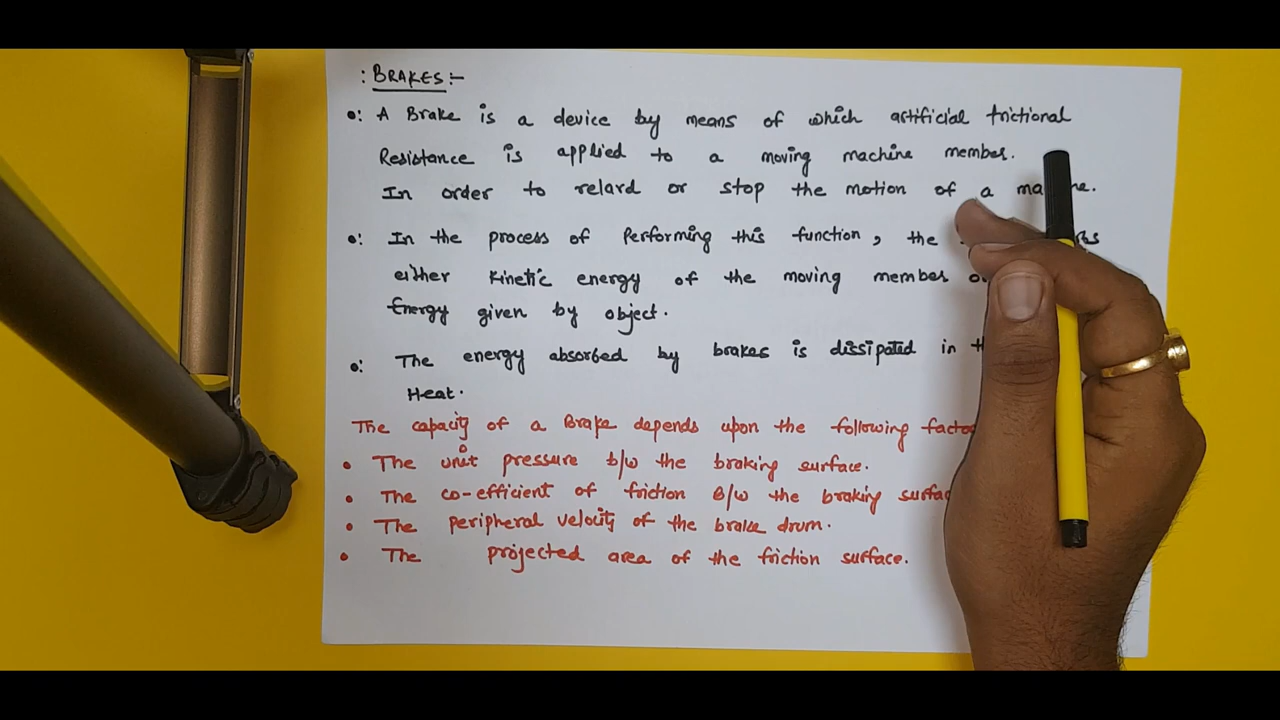 : BRAKES:-
•: A Brake is a device by means of which artificial frictional
Resistance is applied to a moving machine member.
In order to relard or stop the motion of a
•: In the process of Performing this function, the
either Kinetic energy of the moving member
Energy given by object.
•: The energy absorbed by brakes is dissipated in
Heat.
The capacity of a Brake depends upon the following
• The unit pressure b/w the braking surface.
• The co-efficient of friction B/w the braking
• The peripheral velocity of the brake drum.
• The projected area of the friction surface.